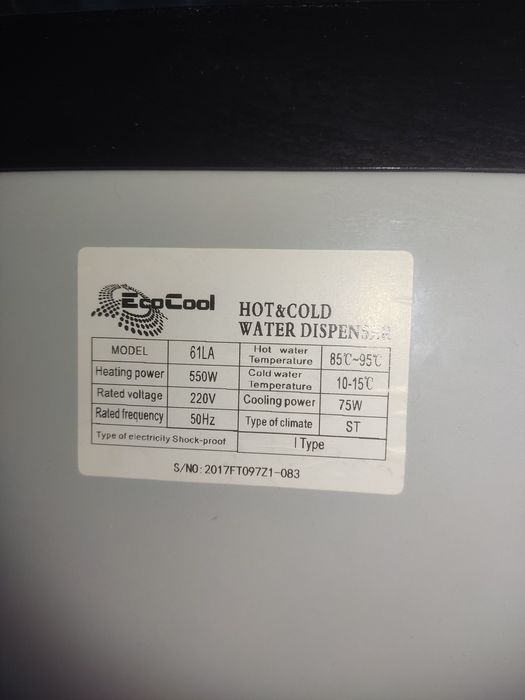 EcoCool
HOT&COLD
WATER DISPENSER
MODEL 61LA Hot water Temperature 85℃~95℃
Heating power 550W Cold water Temperature 10-15℃
Rated voltage 220V Cooling power 75W
Rated frequency 50Hz Type of climate ST
Type of electricity Shock-proof I Type
S/NO: 2017FT097Z1-083